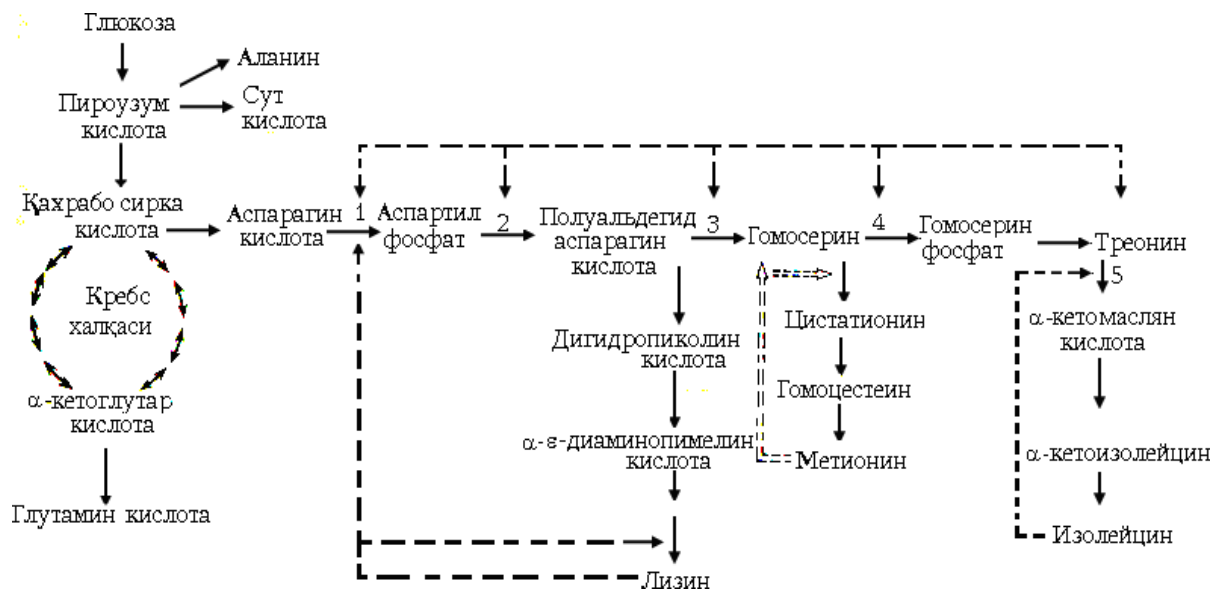 Глюкоза
Аланин
Пироузум
кислота
Сут
кислота
Қахрабо сирка
кислота
Аспарагин
кислота
1
Аспартил
фосфат
2
Полуальдегид
аспарагин
кислота
3
Гомосерин
4
Гомосерин
фосфат
Треонин
5
Кребс
халқаси
Цистатионин
α-кетомаслян
кислота
Дигидропиколин
кислота
α-кетоглутар
кислота
Гомоцестеин
α-ε-диаминопимелин
кислота
Метионин
α-кетоизолейцин
Глутамин кислота
Изолейцин
Лизин